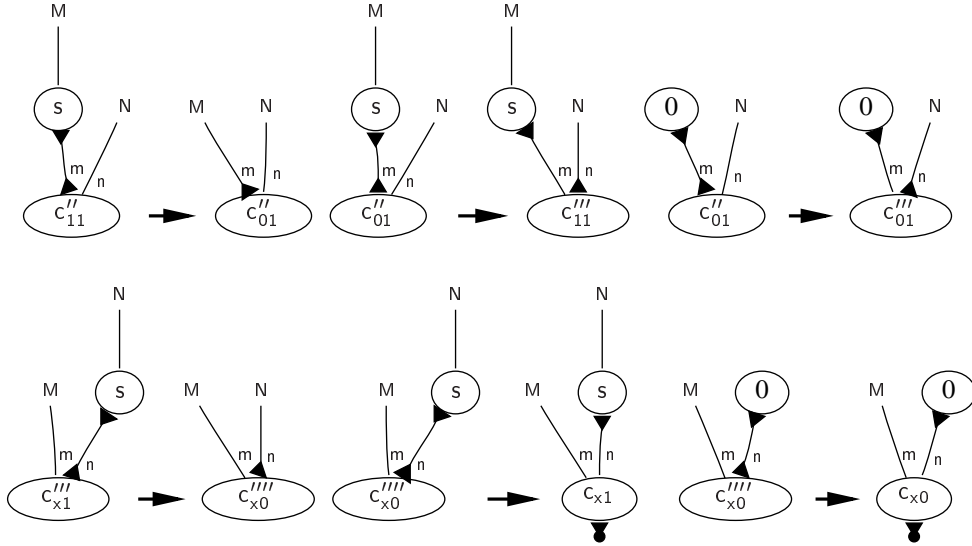 M M M
s N M N s N s N 0 N 0 N
m n m n m n m n m n m n
c''11 c''01 c''01 c'''11 c''01 c'''01
N N N
M s M N M s M s M 0 M 0
m n m n m n m n m n m n
c'''x1 c''''x0 c''''x0 cx1 c''''x0 cx0